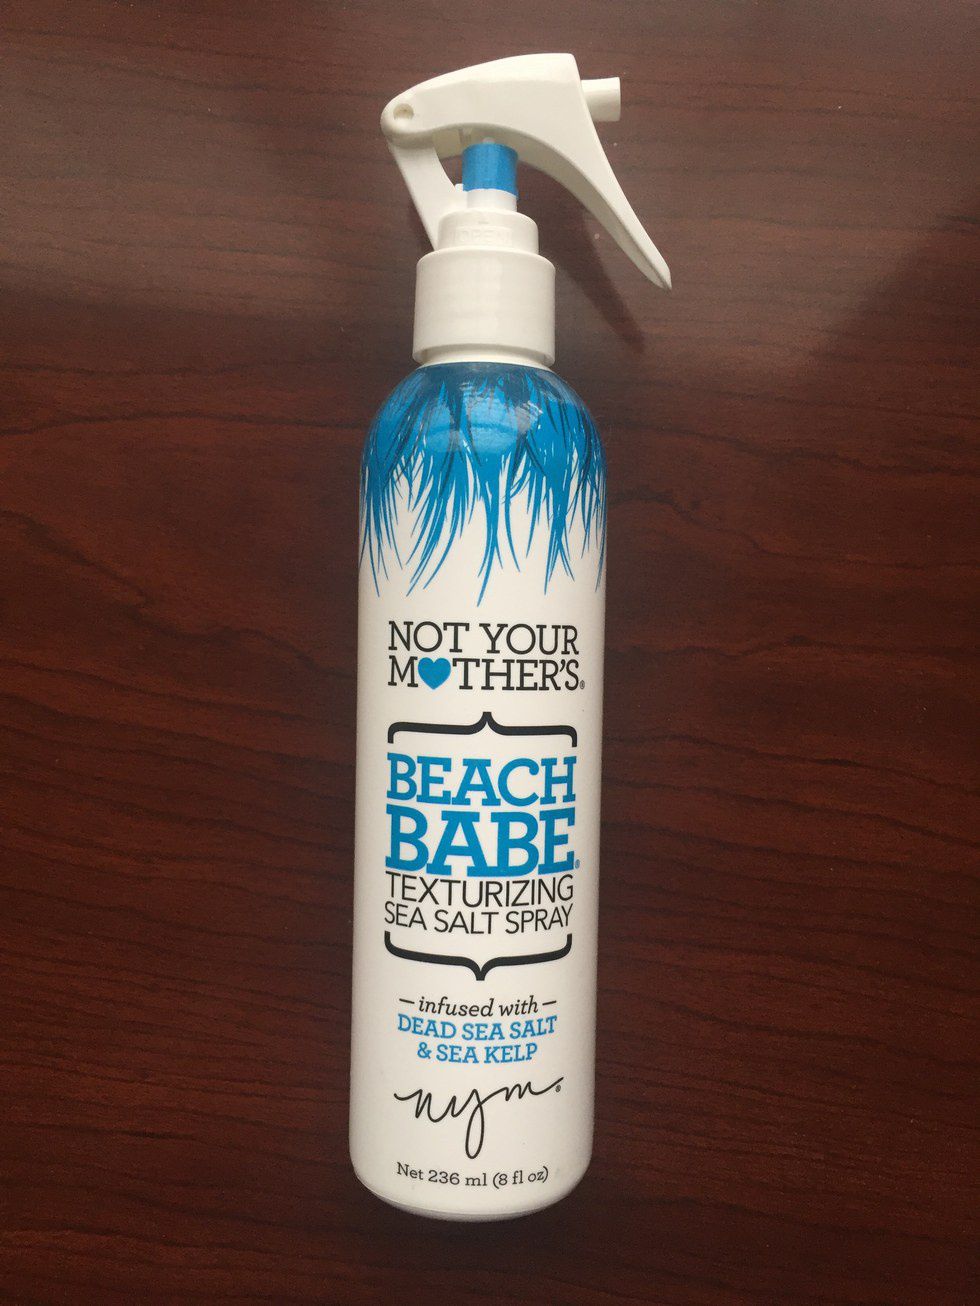 OPEN
NOT YOUR
MOTHER'S®
BEACH
BABE®
TEXTURIZING
SEA SALT SPRAY
— infused with —
DEAD SEA SALT
& SEA KELP
nym®
Net 236 ml (8 fl oz)